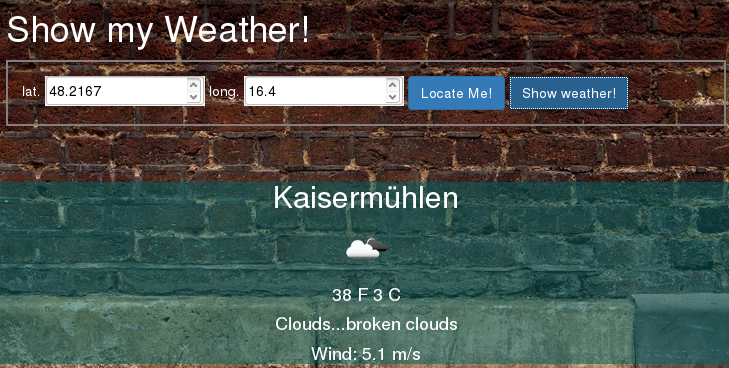 Show my Weather!
lat. 48.2167 long. 16.4 Locate Me! Show weather!
Kaisermühlen
38 F 3 C
Clouds...broken clouds
Wind: 5.1 m/s